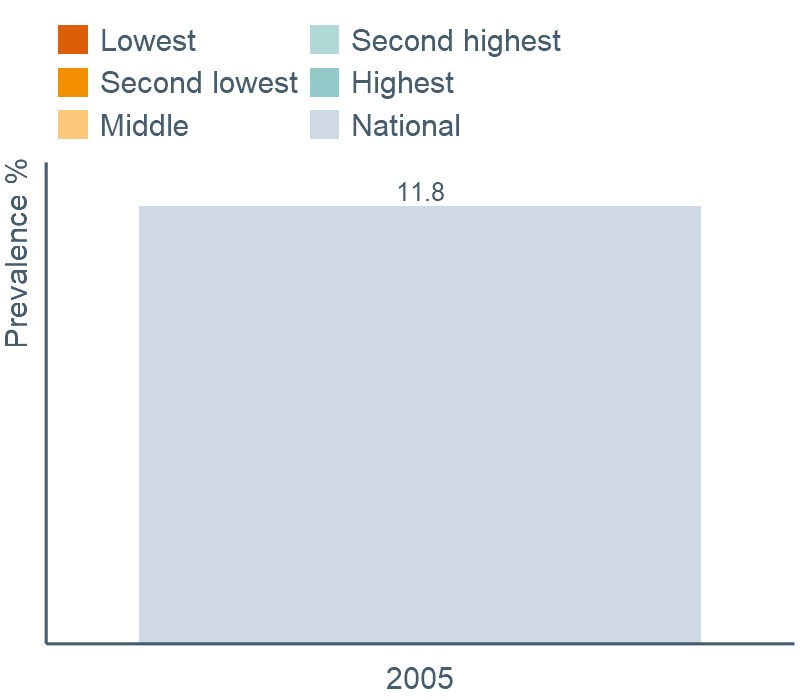 Lowest
Second lowest
Middle
Second highest
Highest
National
Prevalence %
11.8
2005